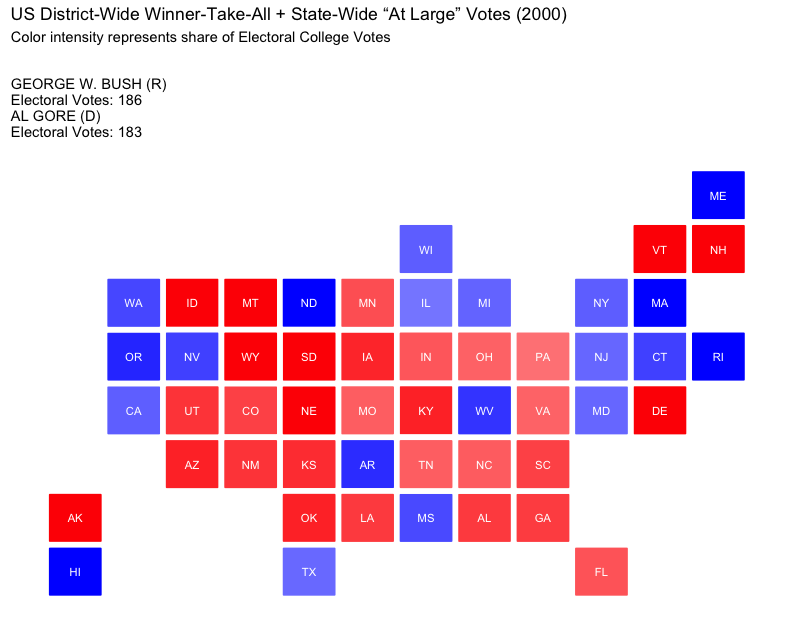 US District-Wide Winner-Take-All + State-Wide “At Large” Votes (2000)
Color intensity represents share of Electoral College Votes
GEORGE W. BUSH (R)
Electoral Votes: 186
AL GORE (D)
Electoral Votes: 183
ME
WI VT NH
WA ID MT ND MN IL MI NY MA
OR NV WY SD IA IN OH PA NJ CT RI
CA UT CO NE MO KY WV VA MD DE
AZ NM KS AR TN NC SC
AK OK LA MS AL GA
HI TX FL